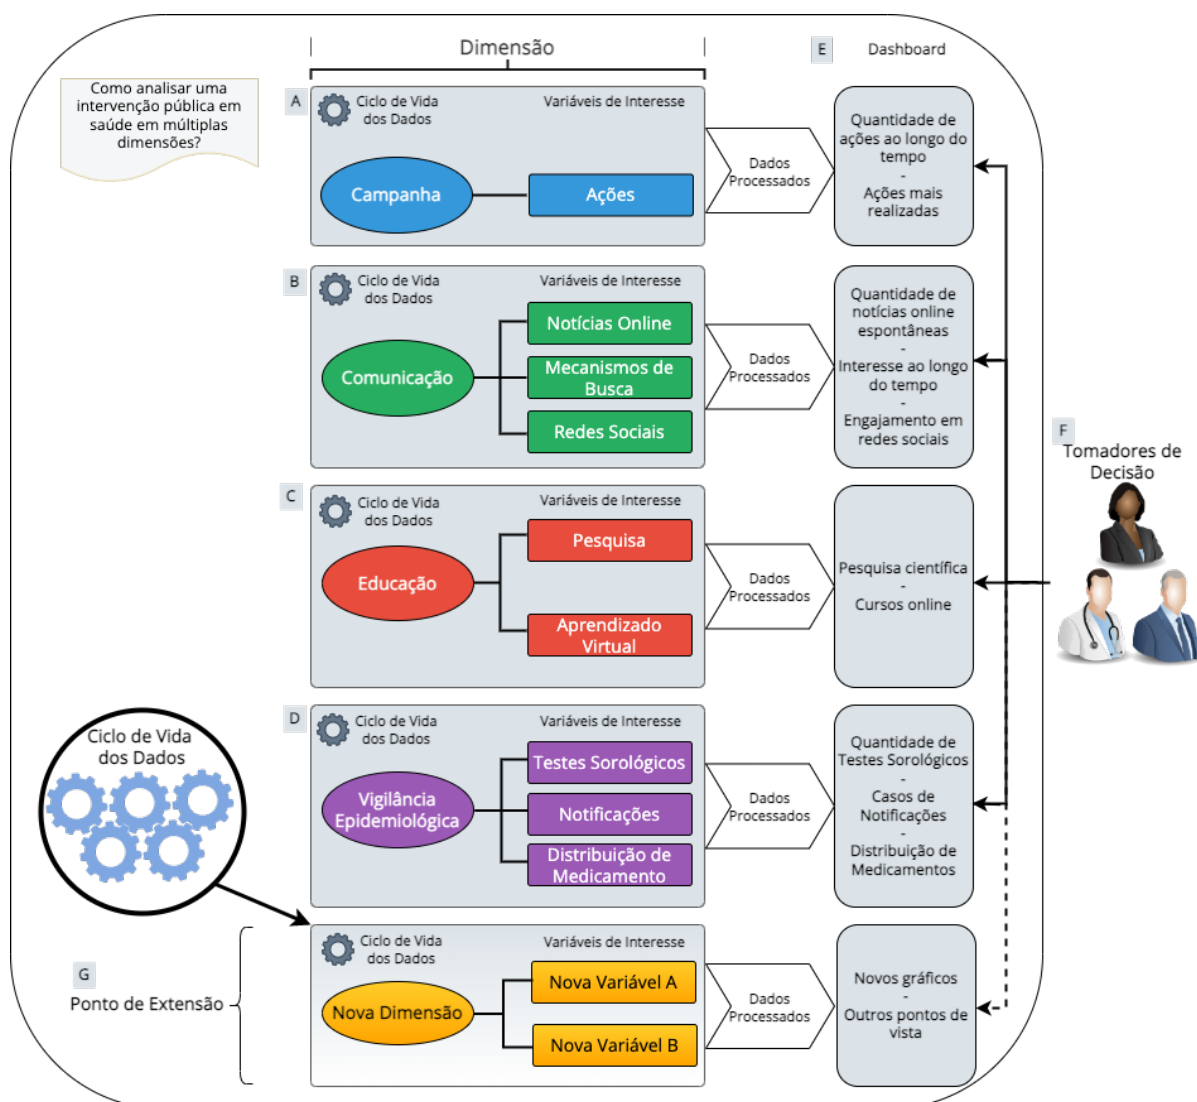 Dimensão
E
Dashboard
Como analisar uma
intervenção pública em
saúde em múltiplas
dimensões?
A
Ciclo de Vida
dos Dados
Variáveis de Interesse
Campanha
Ações
Dados
Processados
Quantidade de
ações ao longo do
tempo
-
Ações mais
realizadas
B
Ciclo de Vida
dos Dados
Variáveis de Interesse
Comunicação
Notícias Online
Mecanismos de
Busca
Redes Sociais
Dados
Processados
Quantidade de
notícias online
espontâneas
-
Interesse ao longo
do tempo
-
Engajamento em
redes sociais
F
Tomadores de
Decisão
C
Ciclo de Vida
dos Dados
Variáveis de Interesse
Educação
Pesquisa
Aprendizado
Virtual
Dados
Processados
Pesquisa científica
-
Cursos online
D
Ciclo de Vida
dos Dados
Variáveis de Interesse
Vigilância
Epidemiológica
Testes Sorológicos
Notificações
Distribuição de
Medicamento
Dados
Processados
Quantidade de
Testes Sorológicos
-
Casos de
Notificações
-
Distribuição de
Medicamentos
Ciclo de Vida
dos Dados
G
Ponto de Extensão
Ciclo de Vida
dos Dados
Variáveis de Interesse
Nova Dimensão
Nova Variável A
Nova Variável B
Dados
Processados
Novos gráficos
-
Outros pontos de
vista